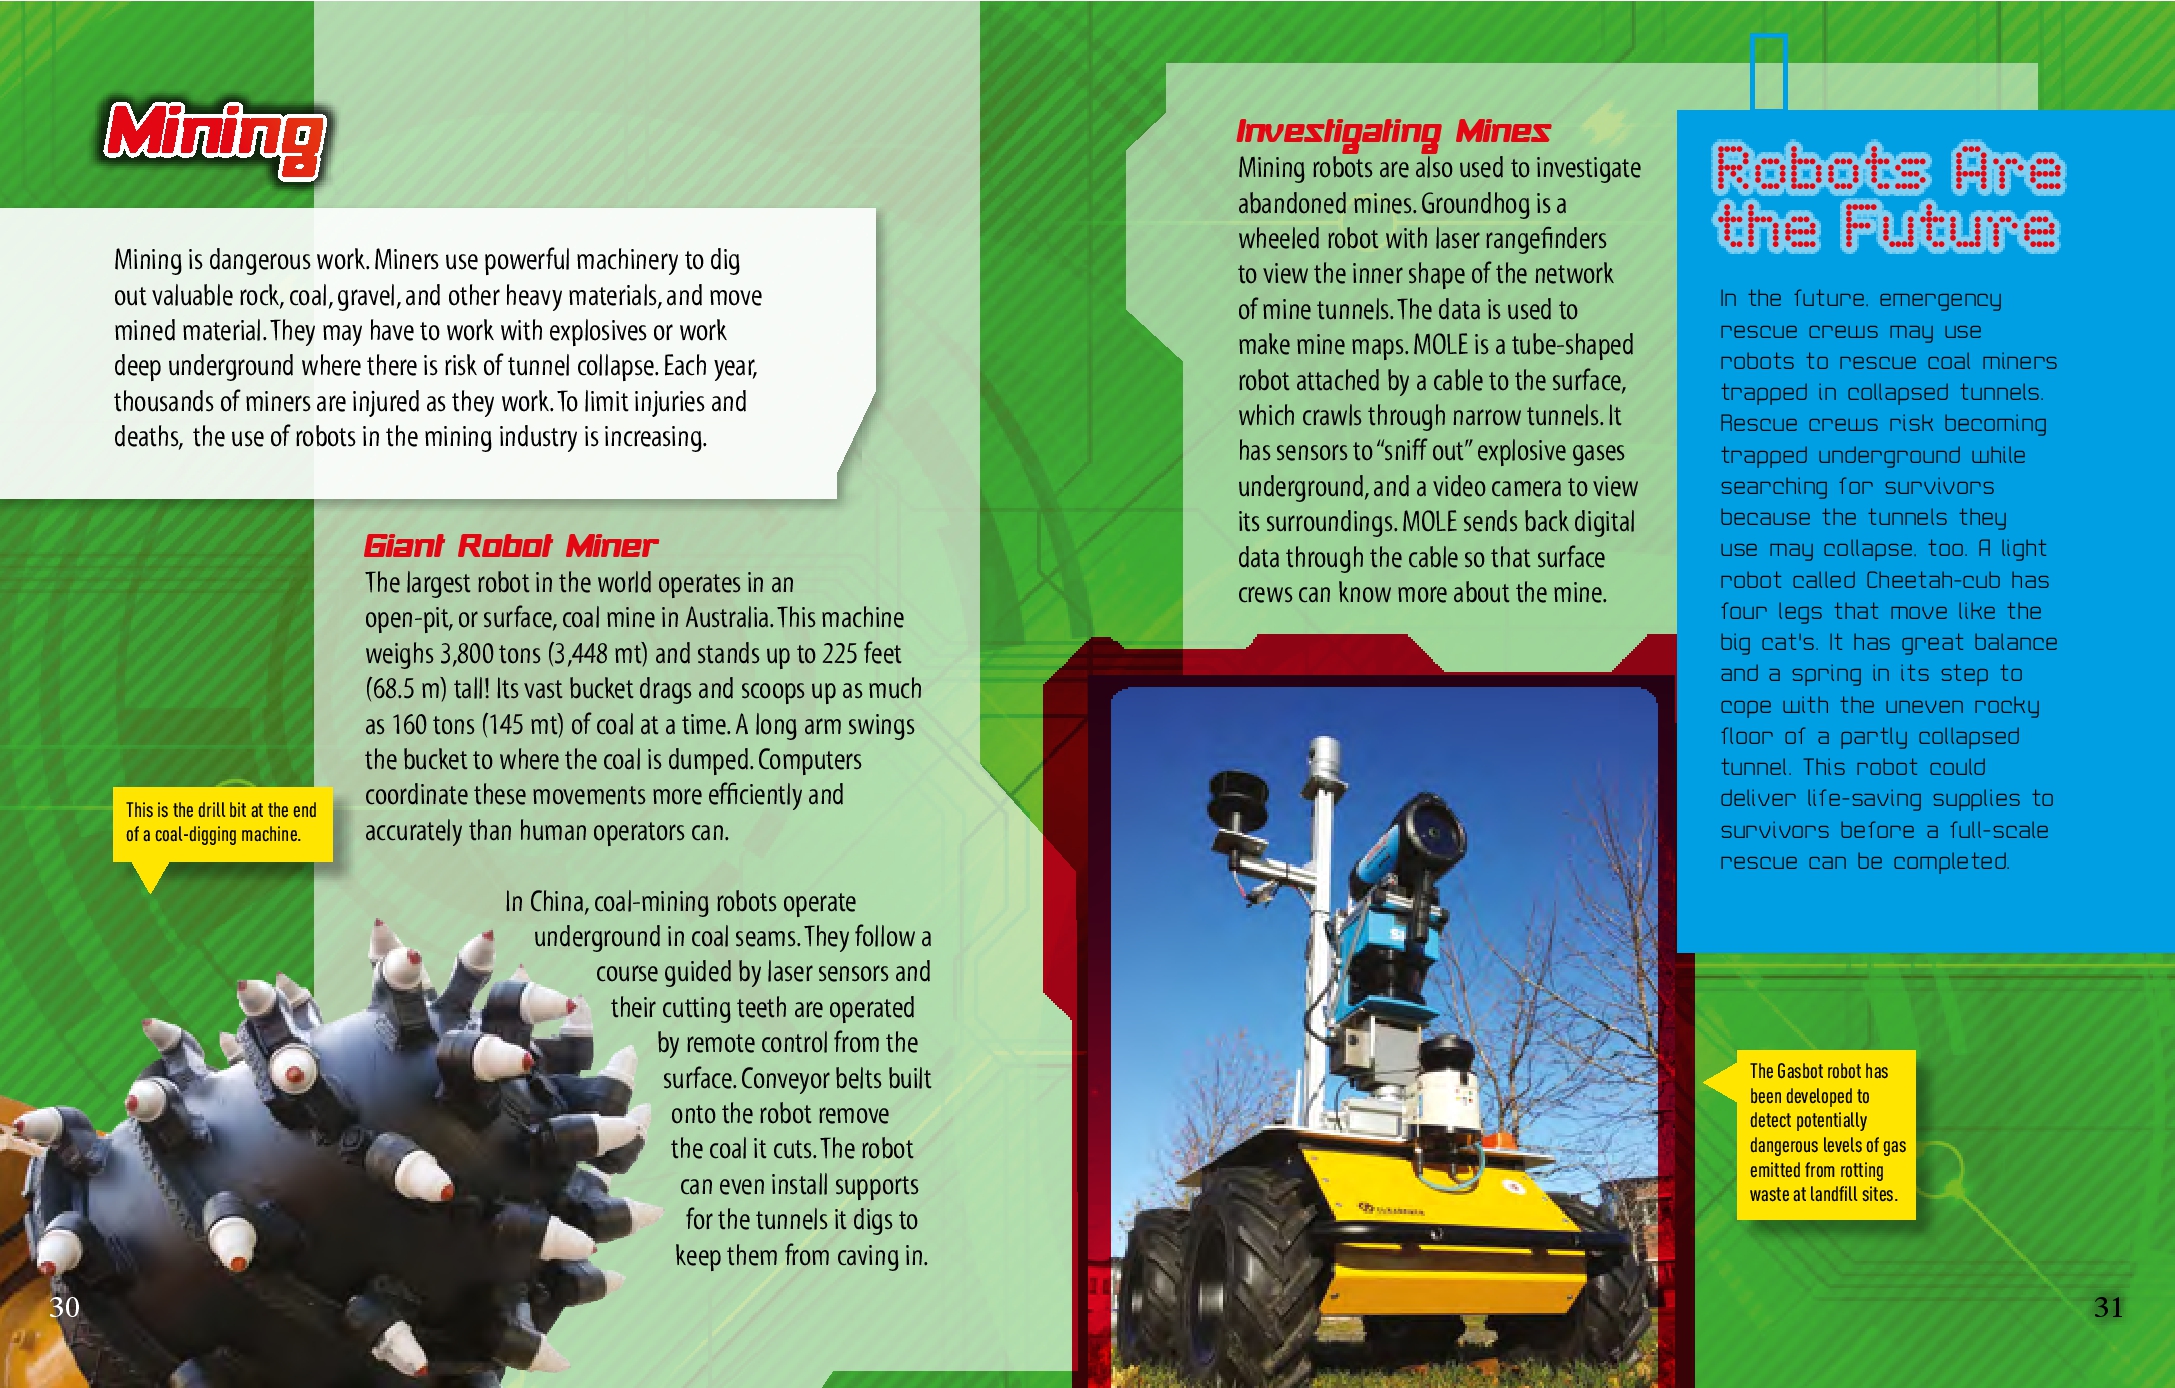 Mining
Mining is dangerous work. Miners use powerful machinery to dig
out valuable rock, coal, gravel, and other heavy materials, and move
mined material. They may have to work with explosives or work
deep underground where there is risk of tunnel collapse. Each year,
thousands of miners are injured as they work. To limit injuries and
deaths,  the use of robots in the mining industry is increasing.
Giant Robot Miner
The largest robot in the world operates in an
open-pit, or surface, coal mine in Australia. This machine
weighs 3,800 tons (3,448 mt) and stands up to 225 feet
(68.5 m) tall! Its vast bucket drags and scoops up as much
as 160 tons (145 mt) of coal at a time. A long arm swings
the bucket to where the coal is dumped. Computers
coordinate these movements more efficiently and
accurately than human operators can.
This is the drill bit at the end
of a coal-digging machine.
In China, coal-mining robots operate
underground in coal seams. They follow a
course guided by laser sensors and
their cutting teeth are operated
by remote control from the
surface. Conveyor belts built
onto the robot remove
the coal it cuts. The robot
can even install supports
for the tunnels it digs to
keep them from caving in.
30
Investigating Mines
Mining robots are also used to investigate
abandoned mines. Groundhog is a
wheeled robot with laser rangefinders
to view the inner shape of the network
of mine tunnels. The data is used to
make mine maps. MOLE is a tube-shaped
robot attached by a cable to the surface,
which crawls through narrow tunnels. It
has sensors to “sniff out” explosive gases
underground, and a video camera to view
its surroundings. MOLE sends back digital
data through the cable so that surface
crews can know more about the mine.
Robots Are
the Future
In the future, emergency
rescue crews may use
robots to rescue coal miners
trapped in collapsed tunnels.
Rescue crews risk becoming
trapped underground while
searching for survivors
because the tunnels they
use may collapse, too. A light
robot called Cheetah-cub has
four legs that move like the
big cat's. It has great balance
and a spring in its step to
cope with the uneven rocky
floor of a partly collapsed
tunnel. This robot could
deliver life-saving supplies to
survivors before a full-scale
rescue can be completed.
The Gasbot robot has
been developed to
detect potentially
dangerous levels of gas
emitted from rotting
waste at landfill sites.
31